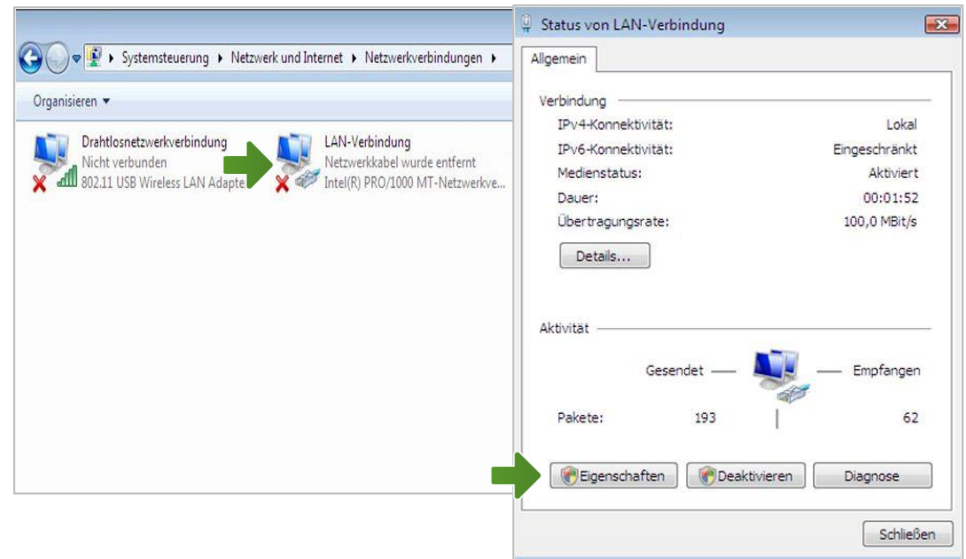 Systemsteuerung ▸ Netzwerk und Internet ▸ Netzwerkverbindungen ▸
Organisieren ▾
Drahtlosnetzwerkverbindung
Nicht verbunden
802.11 USB Wireless LAN Adapte
LAN-Verbindung
Netzwerkkabel wurde entfernt
Intel(R) PRO/1000 MT-Netzwerkve...
Status von LAN-Verbindung
Allgemein
Verbindung
IPv4-Konnektivität: Lokal
IPv6-Konnektivität: Eingeschränkt
Medienstatus: Aktiviert
Dauer: 00:01:52
Übertragungsrate: 100,0 MBit/s
Details...
Aktivität
Gesendet — — Empfangen
Pakete: 193 | 62
Eigenschaften Deaktivieren Diagnose
Schließen